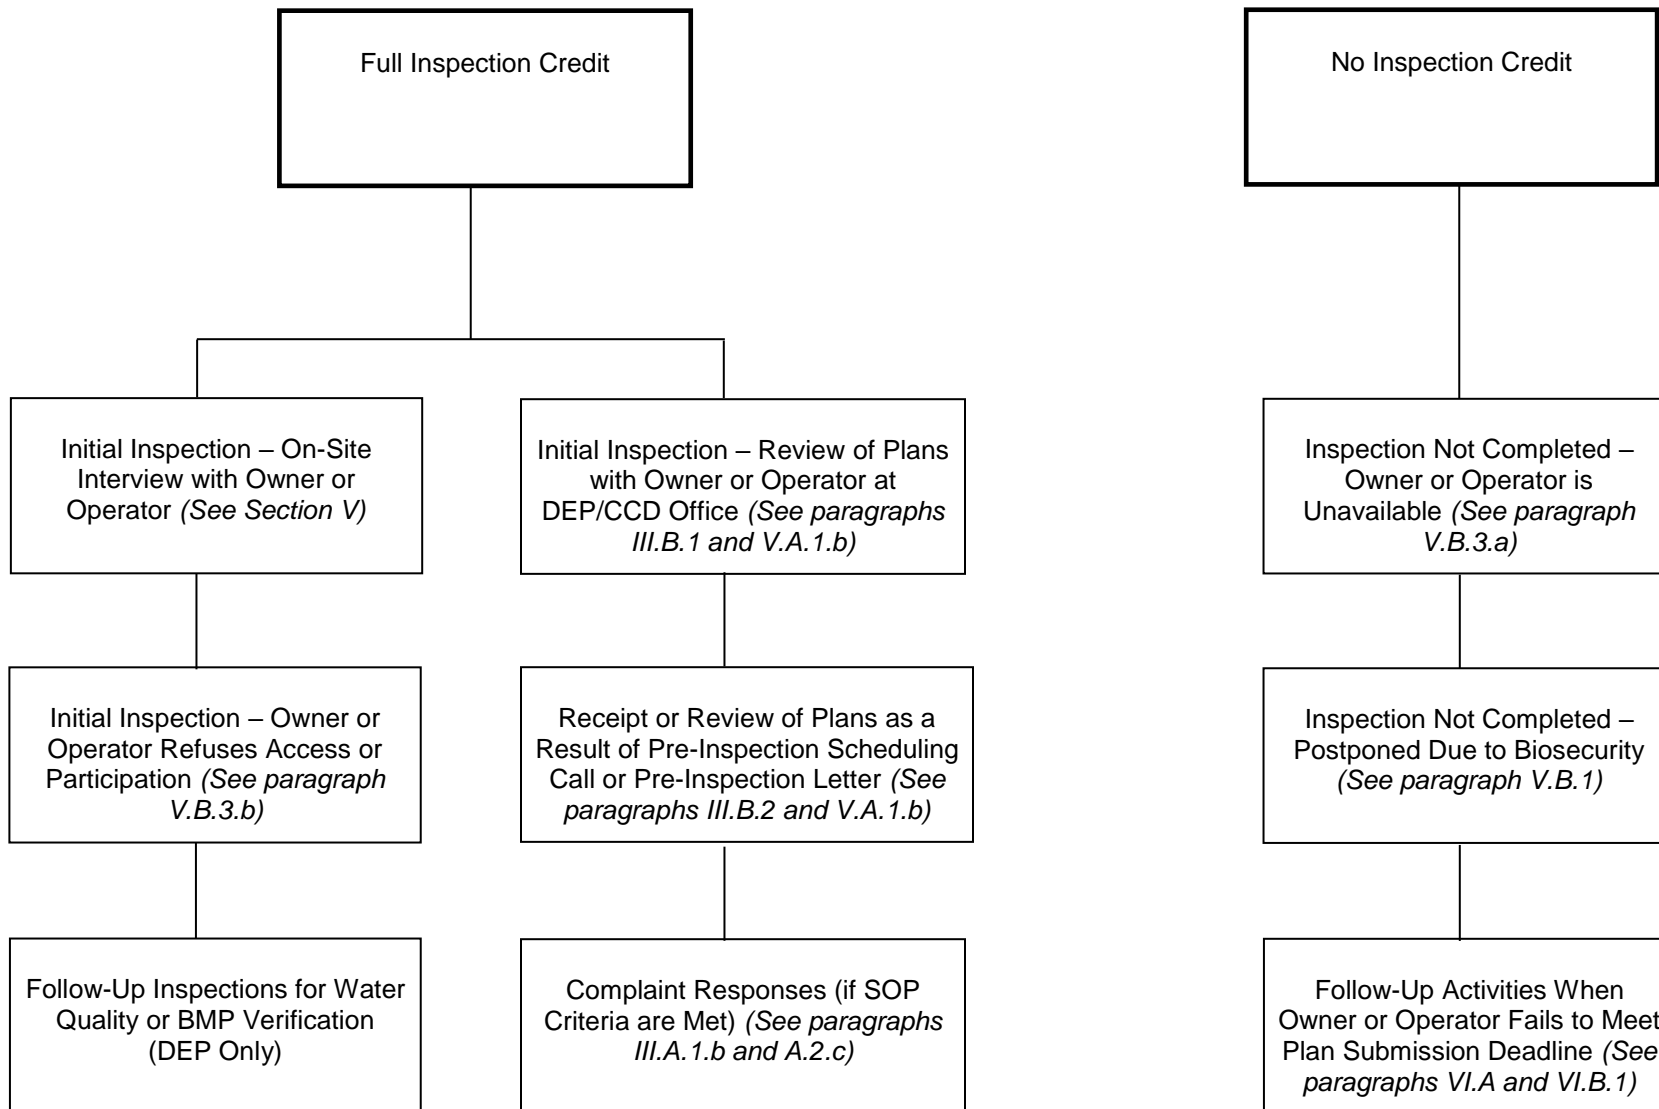 Full Inspection Credit
No Inspection Credit
Initial Inspection – On-Site
Interview with Owner or
Operator (See Section V)
Initial Inspection – Review of Plans
with Owner or Operator at
DEP/CCD Office (See paragraphs
III.B.1 and V.A.1.b)
Inspection Not Completed –
Owner or Operator is
Unavailable (See paragraph
V.B.3.a)
Initial Inspection – Owner or
Operator Refuses Access or
Participation (See paragraph
V.B.3.b)
Receipt or Review of Plans as a
Result of Pre-Inspection Scheduling
Call or Pre-Inspection Letter (See
paragraphs III.B.2 and V.A.1.b)
Inspection Not Completed –
Postponed Due to Biosecurity
(See paragraph V.B.1)
Follow-Up Inspections for Water
Quality or BMP Verification
(DEP Only)
Complaint Responses (if SOP
Criteria are Met) (See paragraphs
III.A.1.b and A.2.c)
Follow-Up Activities When
Owner or Operator Fails to Meet
Plan Submission Deadline (See
paragraphs VI.A and VI.B.1)